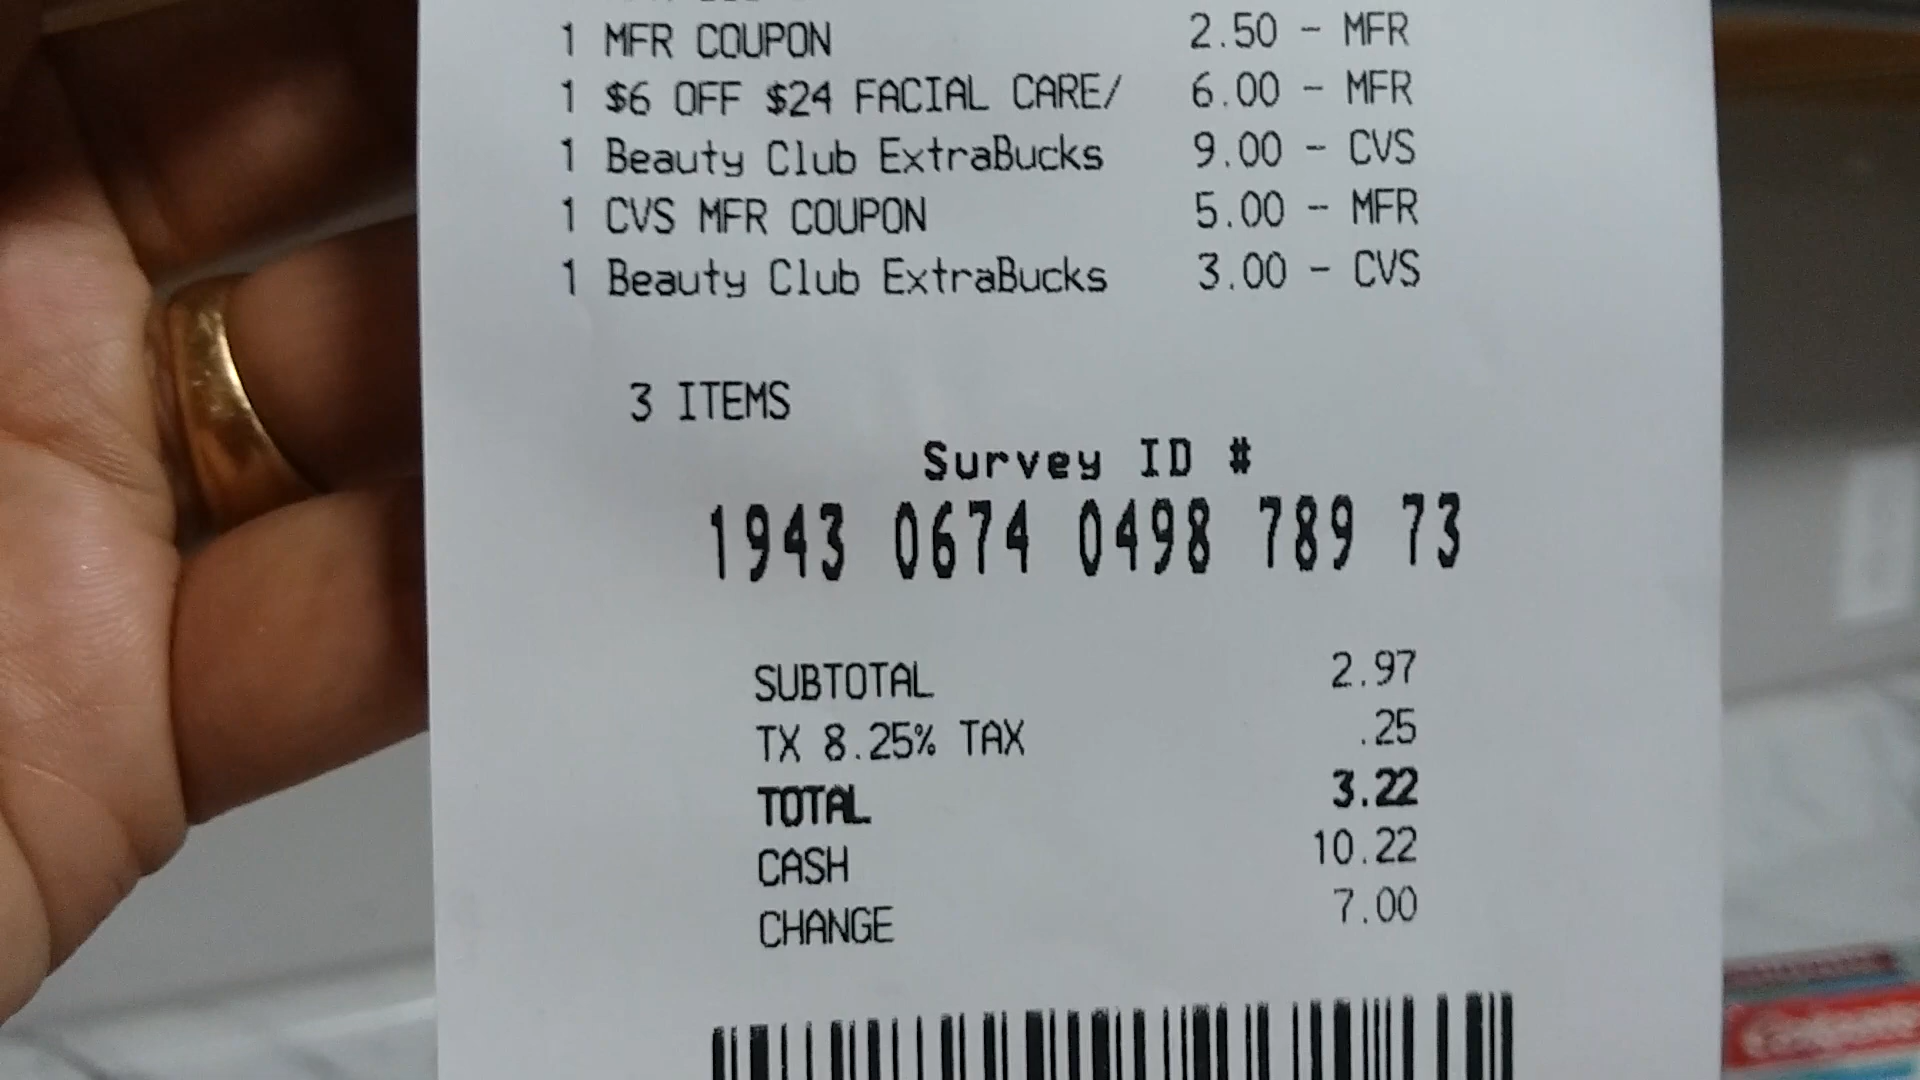 1 MFR COUPON 2.50 - MFR
1 $6 OFF $24 FACIAL CARE/ 6.00 - MFR
1 Beauty Club ExtraBucks 9.00 - CVS
1 CVS MFR COUPON 5.00 - MFR
1 Beauty Club ExtraBucks 3.00 - CVS
3 ITEMS
Survey ID #
1943 0674 0498 789 73
SUBTOTAL 2.97
TX 8.25% TAX .25
TOTAL 3.22
CASH 10.22
CHANGE 7.00